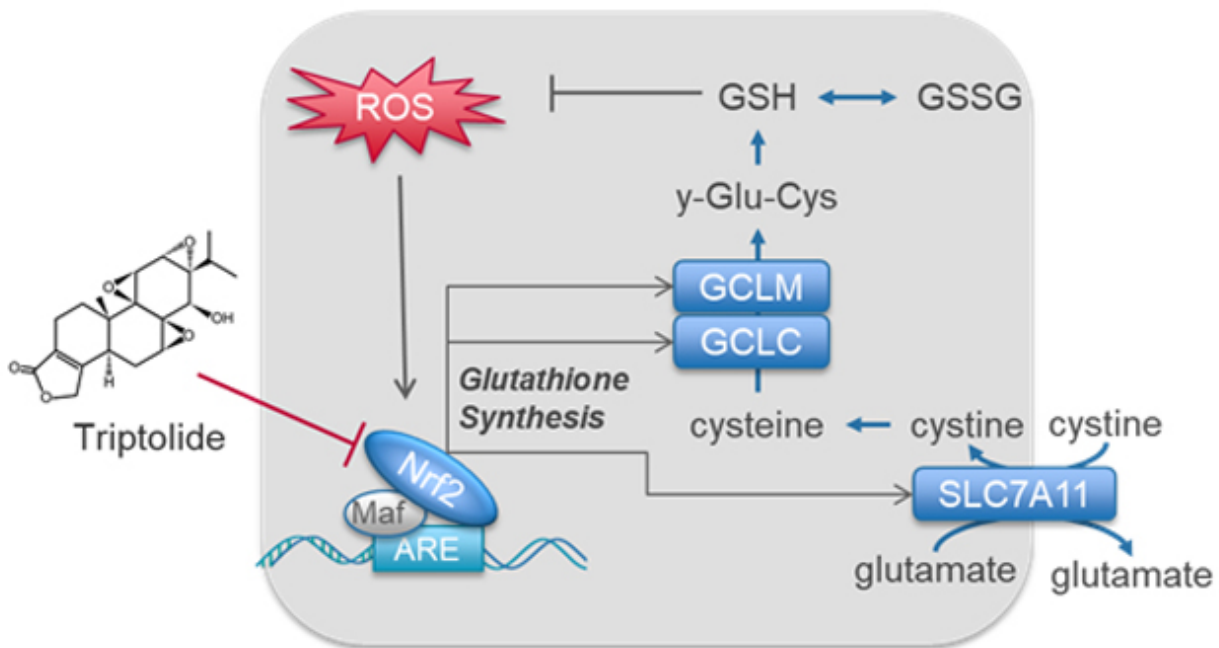 ROS
GSH
GSSG
y-Glu-Cys
GCLM
GCLC
Glutathione
Synthesis
cysteine
cystine
cystine
SLC7A11
glutamate
glutamate
O
O
OH
O
O
O
H
Triptolide
Nrf2
Maf
ARE